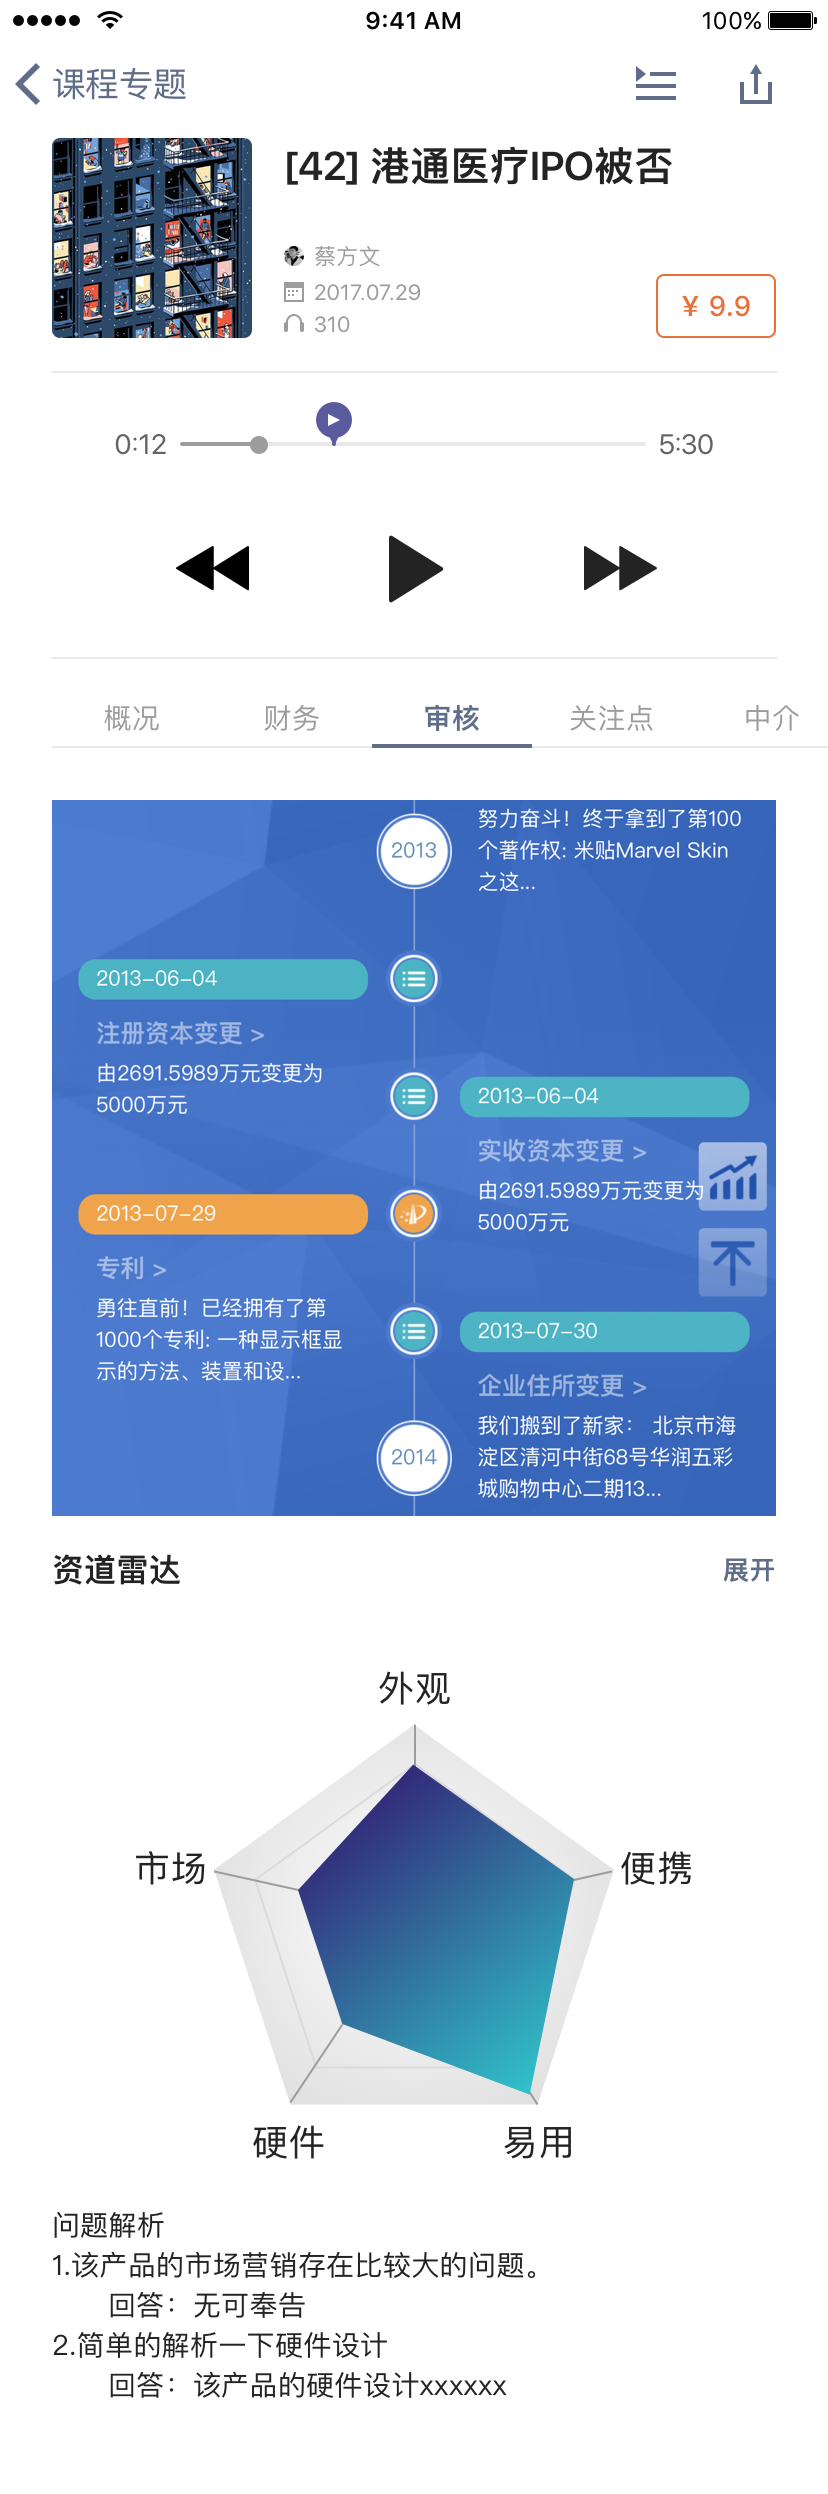 9:41 AM
100%
课程专题
[42] 港通医疗IPO被否
蔡方文
2017.07.29
310
¥ 9.9
0:12
5:30
概况
财务
审核
关注点
中介
2013
努力奋斗！终于拿到了第100
个著作权: 米贴Marvel Skin
之这...
2013-06-04
注册资本变更 >
由2691.5989万元变更为
5000万元
2013-06-04
实收资本变更 >
由2691.5989万元变更为
5000万元
2013-07-29
专利 >
勇往直前！已经拥有了第
1000个专利: 一种显示框显
示的方法、装置和设...
2013-07-30
企业住所变更 >
我们搬到了新家： 北京市海
淀区清河中街68号华润五彩
城购物中心二期13...
2014
资道雷达
展开
外观
市场
便携
硬件
易用
问题解析
1.该产品的市场营销存在比较大的问题。
回答：无可奉告
2.简单的解析一下硬件设计
回答：该产品的硬件设计xxxxxx